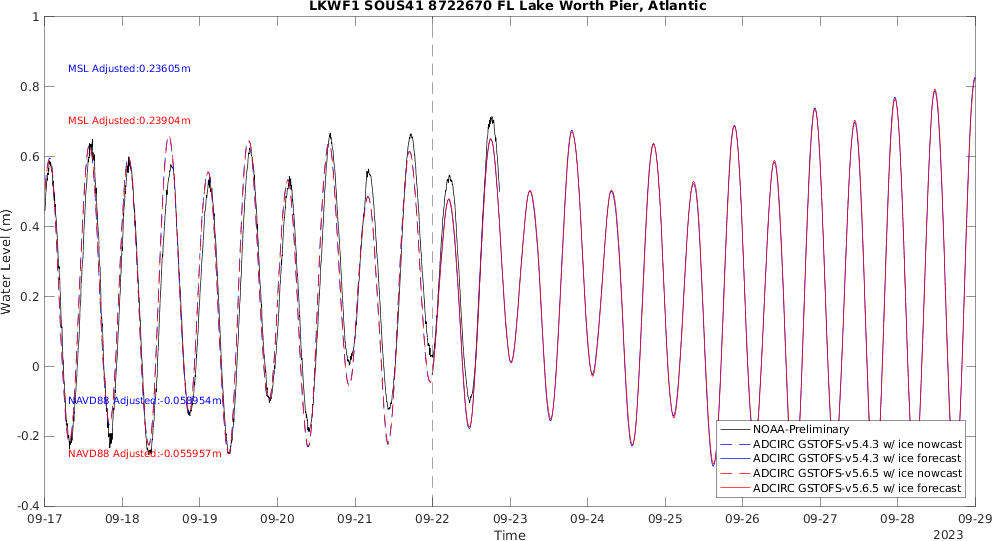 LKWF1 SOUS41 8722670 FL Lake Worth Pier, Atlantic
Water Level (m)
1
0.8
0.6
0.4
0.2
0
-0.2
-0.4
MSL Adjusted:0.23605m
MSL Adjusted:0.23904m
NAVD88 Adjusted:-0.058954m
NAVD88 Adjusted:-0.055957m
NOAA-Preliminary
ADCIRC GSTOFS-v5.4.3 w/ ice nowcast
ADCIRC GSTOFS-v5.4.3 w/ ice forecast
ADCIRC GSTOFS-v5.6.5 w/ ice nowcast
ADCIRC GSTOFS-v5.6.5 w/ ice forecast
09-17 09-18 09-19 09-20 09-21 09-22 09-23 09-24 09-25 09-26 09-27 09-28 09-29
Time
2023